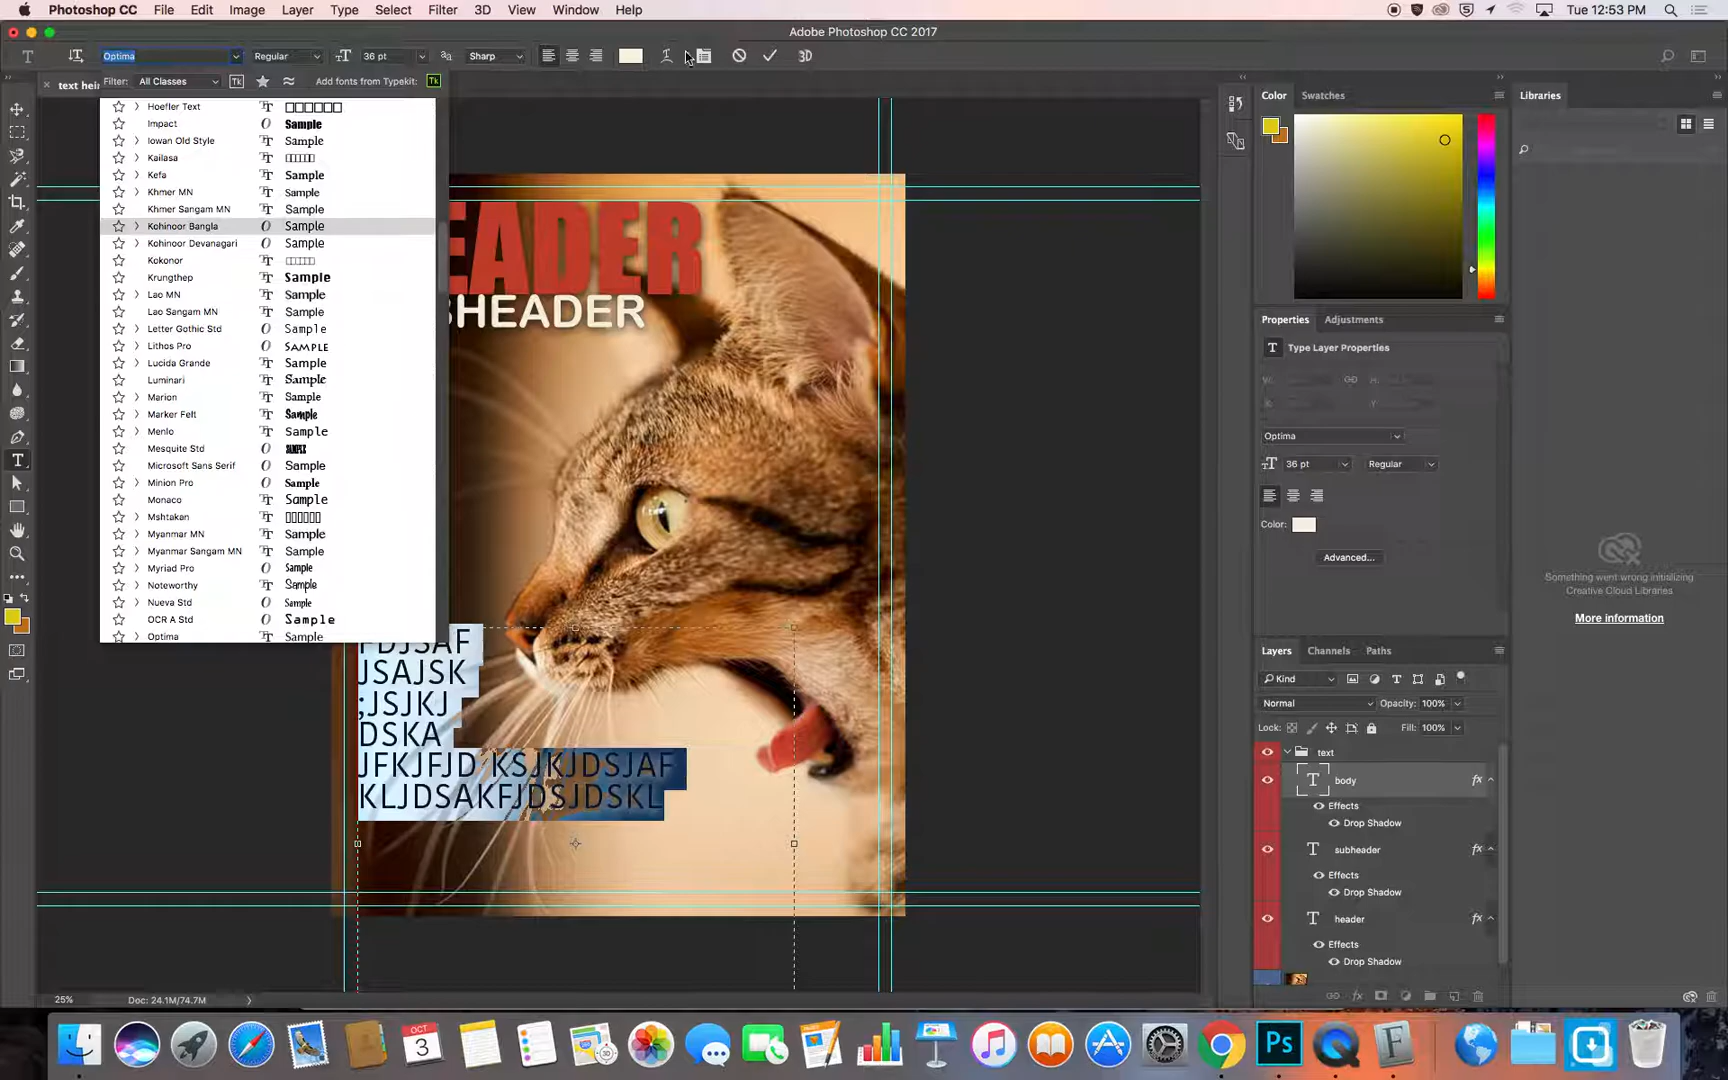 Photoshop CC File Edit Image Layer Type Select Filter 3D View Window Help Tue 12:53 PM
Adobe Photoshop CC 2017
Optima Regular 36 pt Sharp 3D
text hei
Filter: All Classes Add fonts from Typekit:
Hoefler Text
Impact Sample
Iowan Old Style Sample
Kailasa
Kefa Sample
Khmer MN Sample
Khmer Sangam MN Sample
Kohinoor Bangla Sample
Kohinoor Devanagari Sample
Kokonor
Krungthep Sample
Lao MN Sample
Lao Sangam MN Sample
Letter Gothic Std Sample
Lithos Pro SAMPLE
Lucida Grande Sample
Luminari Sample
Marion Sample
Marker Felt Sample
Menlo Sample
Mesquite Std SAMPLE
Microsoft Sans Serif Sample
Minion Pro Sample
Monaco Sample
Mshtakan
Myanmar MN Sample
Myanmar Sangam MN Sample
Myriad Pro Sample
Noteworthy Sample
Nueva Std Sample
OCR A Std Sample
Optima Sample
EADER
HEADER
FDJSAF
JSAJSK
;JSJKJ
DSKA
JFKJFJD KSJKJDSJAF
KLJDSAKFJDSJDSKL
25% Doc: 24.1M/74.7M
Color Swatches
Properties Adjustments
Type Layer Properties
W: H:
X: Y:
Optima
36 pt Regular
Color:
Advanced...
Layers Channels Paths
Kind
Normal Opacity: 100%
Lock: Fill: 100%
text
body fx
Effects
Drop Shadow
subheader fx
Effects
Drop Shadow
header fx
Effects
Drop Shadow
Libraries
Something went wrong initializing
Creative Cloud Libraries
More information
OCT
3
Ps
F